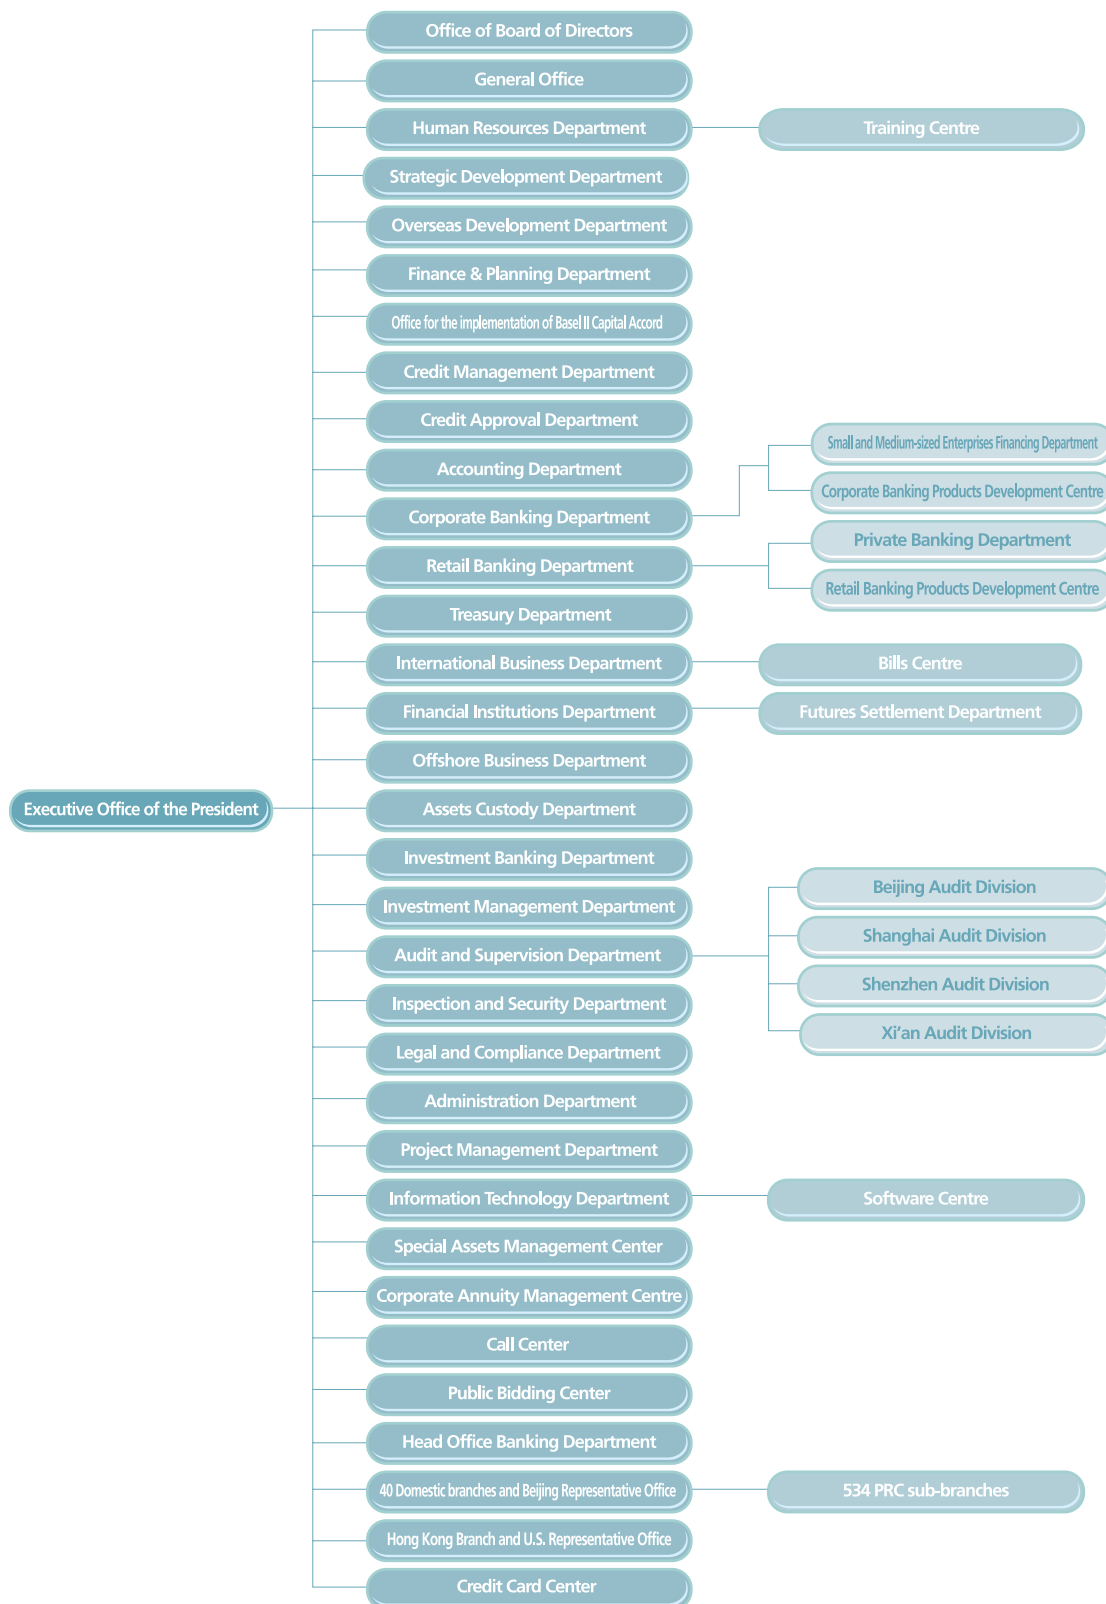 Office of Board of Directors
General Office
Human Resources Department
Training Centre
Strategic Development Department
Overseas Development Department
Finance & Planning Department
Office for the implementation of Basel II Capital Accord
Credit Management Department
Credit Approval Department
Small and Medium-sized Enterprises Financing Department
Accounting Department
Corporate Banking Products Development Centre
Corporate Banking Department
Private Banking Department
Retail Banking Department
Retail Banking Products Development Centre
Treasury Department
International Business Department
Bills Centre
Financial Institutions Department
Futures Settlement Department
Offshore Business Department
Executive Office of the President
Assets Custody Department
Investment Banking Department
Beijing Audit Division
Investment Management Department
Shanghai Audit Division
Audit and Supervision Department
Shenzhen Audit Division
Inspection and Security Department
Xi'an Audit Division
Legal and Compliance Department
Administration Department
Project Management Department
Information Technology Department
Software Centre
Special Assets Management Center
Corporate Annuity Management Centre
Call Center
Public Bidding Center
Head Office Banking Department
40 Domestic branches and Beijing Representative Office
534 PRC sub-branches
Hong Kong Branch and U.S. Representative Office
Credit Card Center